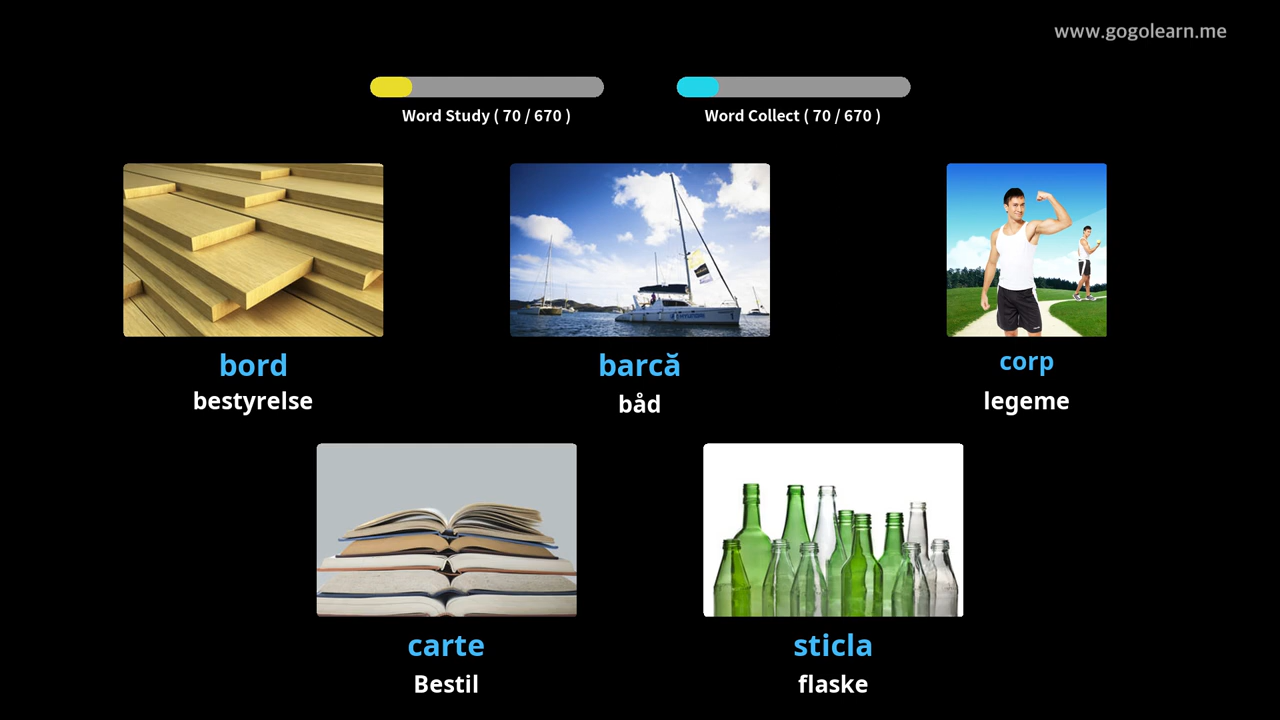 www.gogolearn.me
Word Study ( 70 / 670 )
Word Collect ( 70 / 670 )
bord
bestyrelse
barcă
båd
corp
legeme
carte
Bestil
sticla
flaske